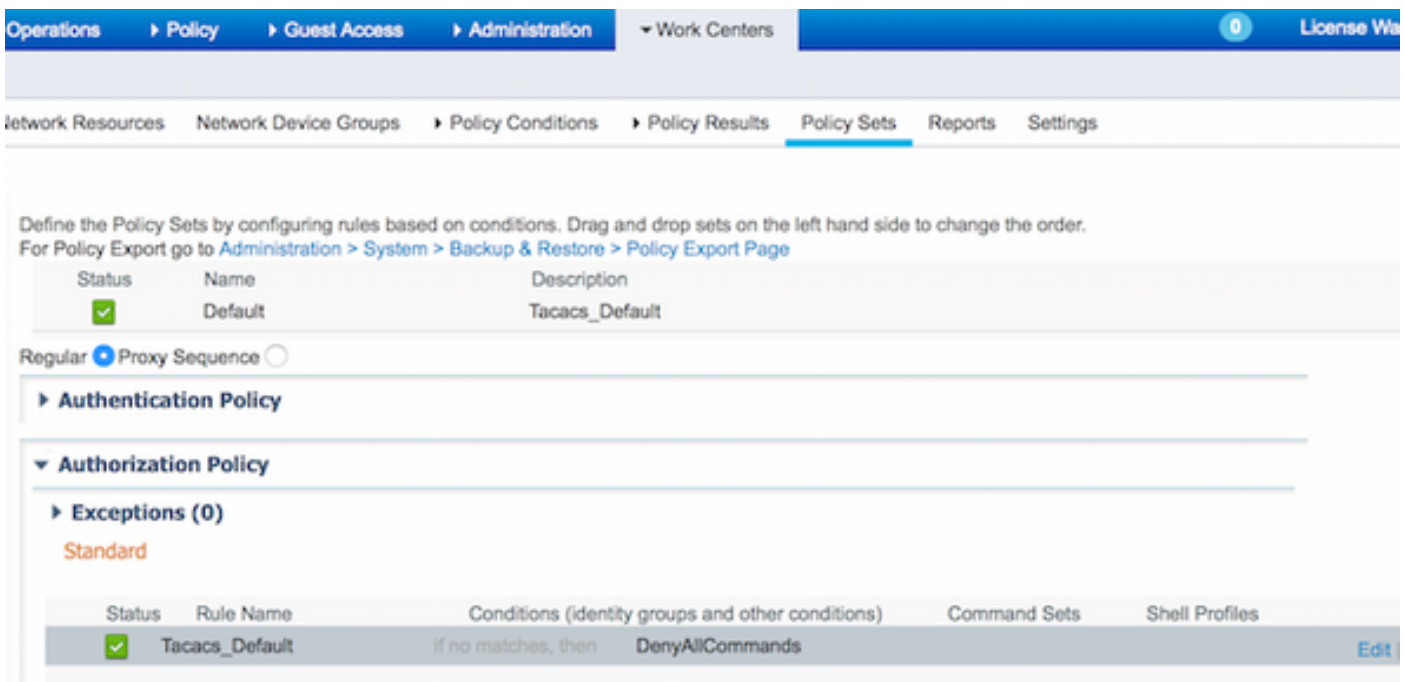 Operations Policy Guest Access Administration Work Centers 0 License Wa
Network Resources Network Device Groups Policy Conditions Policy Results Policy Sets Reports Settings
Define the Policy Sets by configuring rules based on conditions. Drag and drop sets on the left hand side to change the order.
For Policy Export go to Administration > System > Backup & Restore > Policy Export Page
Status Name Description
Default Tacacs_Default
Regular Proxy Sequence
Authentication Policy
Authorization Policy
Exceptions (0)
Standard
Status Rule Name Conditions (identity groups and other conditions) Command Sets Shell Profiles
Tacacs_Default if no matches, then DenyAllCommands Edit |